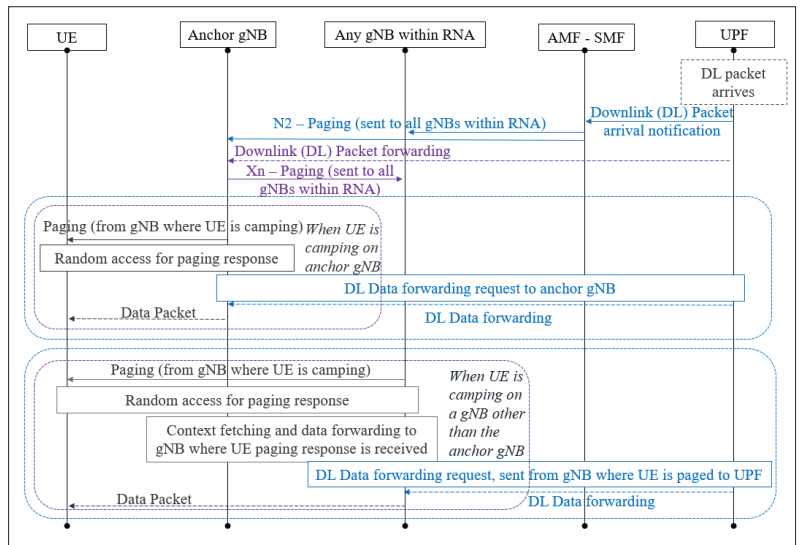 UE
Anchor gNB
Any gNB within RNA
AMF - SMF
UPF
DL packet
arrives
Downlink (DL) Packet
arrival notification
N2 – Paging (sent to all gNBs within RNA)
Downlink (DL) Packet forwarding
Xn – Paging (sent to all
gNBs within RNA)
Paging (from gNB where UE is camping)
When UE is
camping on
anchor gNB
Random access for paging response
DL Data forwarding request to anchor gNB
Data Packet
DL Data forwarding
Paging (from gNB where UE is camping)
When UE is
camping on
a gNB other
than the
anchor gNB
Random access for paging response
Context fetching and data forwarding to
gNB where UE paging response is received
DL Data forwarding request, sent from gNB where UE is paged to UPF
Data Packet
DL Data forwarding